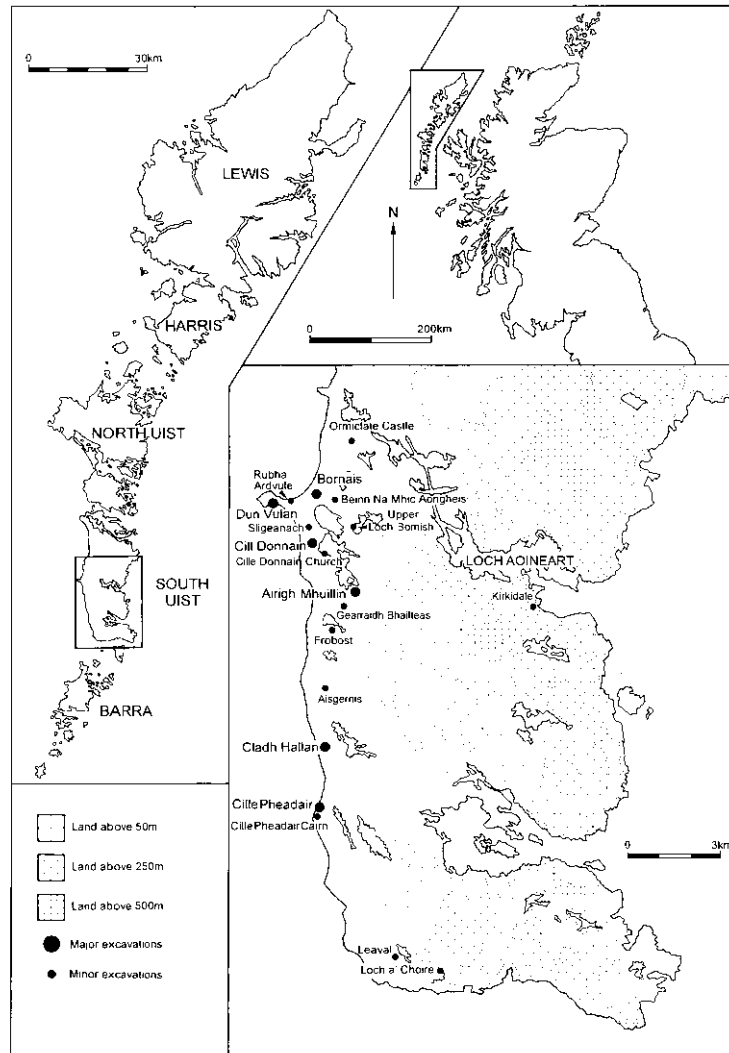 0 30km
LEWIS
HARRIS
NORTH UIST
SOUTH
UIST
BARRA
N
0 200km
Ormiclate Castle
Rubha
Ardvule
Bornais
Beinn Na Mhic Aongheis
Dun Vulan
Upper
Loch Bornish
Sligeanach
Cill Donnain
Cille Donnain Church
LOCH AOINEART
Airigh Mhuillin
Kirkidale
Gearraidh Bhailteas
Frobost
Aisgernis
Cladh Hallan
Cille Pheadair
Cille Pheadair Cairn
0 3km
Leaval
Loch a' Choire
Land above 50m
Land above 250m
Land above 500m
Major excavations
Minor excavations